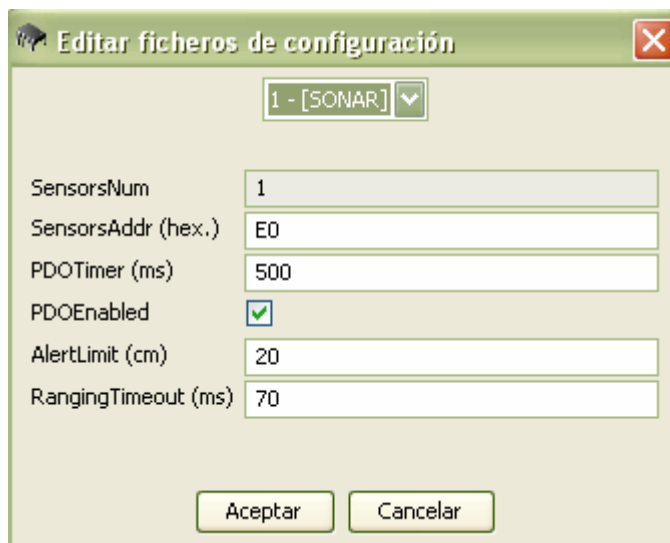 Editar ficheros de configuración
1 - [SONAR]
SensorsNum 1
SensorsAddr (hex.) E0
PDOTimer (ms) 500
PDOEnabled
AlertLimit (cm) 20
RangingTimeout (ms) 70
Aceptar Cancelar